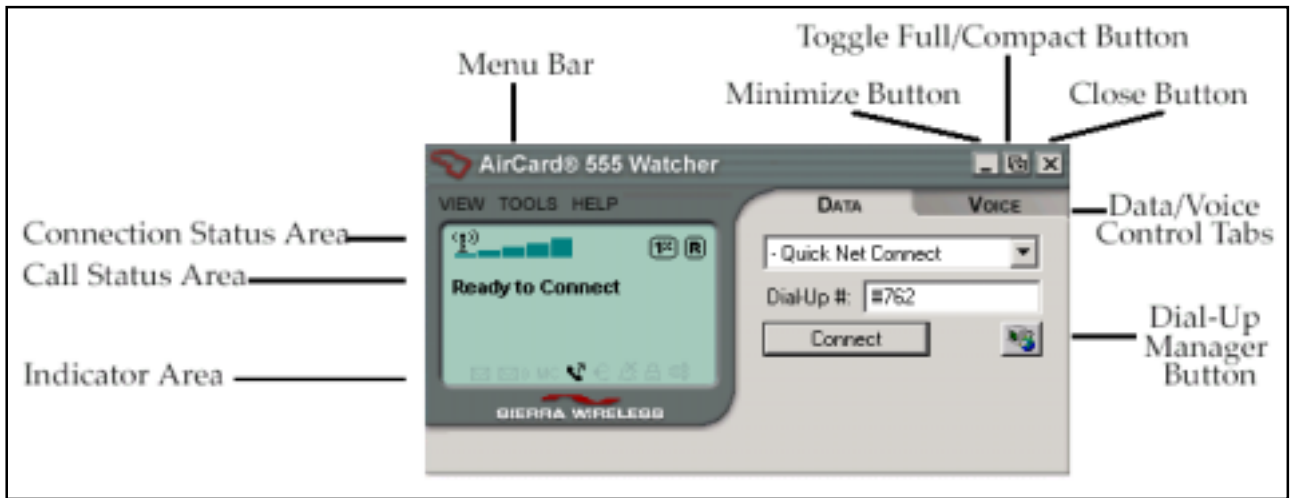 Toggle Full/Compact Button
Menu Bar
Minimize Button
Close Button
AirCard® 555 Watcher
VIEW TOOLS HELP
DATA
VOICE
Data/Voice
Control Tabs
Connection Status Area
1x R
- Quick Net Connect
Call Status Area
Ready to Connect
Dial-Up #: #762
Connect
Dial-Up
Manager
Button
Indicator Area
SIERRA WIRELESS